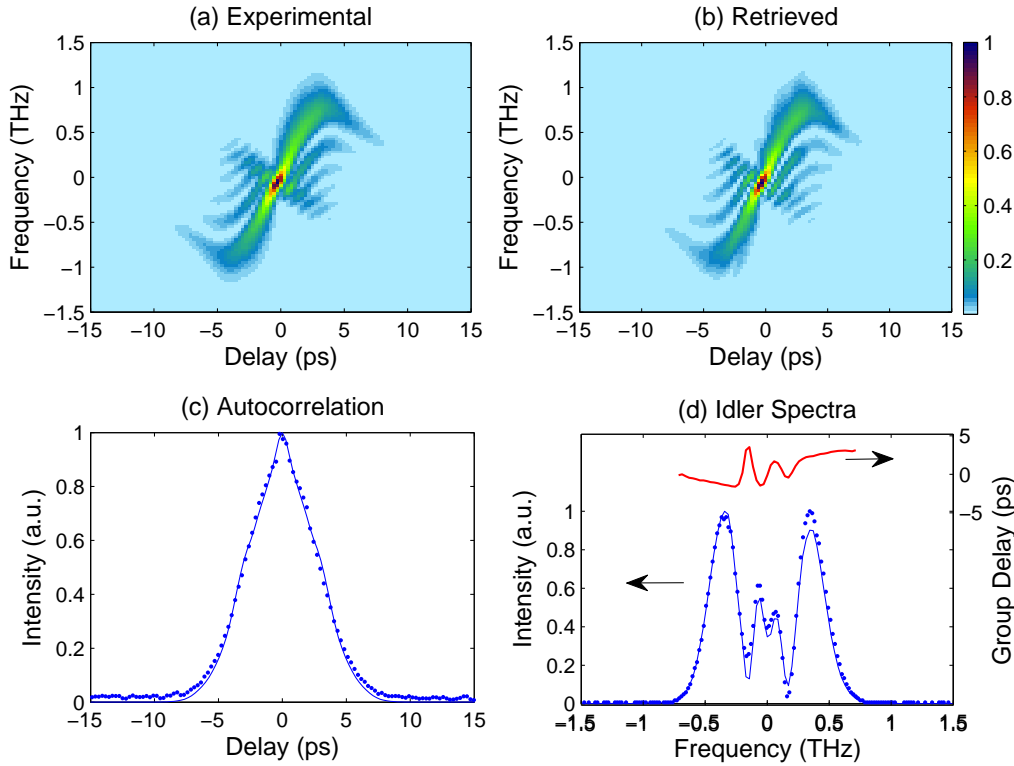 (a) Experimental
(b) Retrieved
1.5
1
0.5
0
−0.5
−1
−1.5
Frequency (THz)
−15 −10 −5 0 5 10 15
Delay (ps)
1.5
1
0.5
0
−0.5
−1
−1.5
Frequency (THz)
−15 −10 −5 0 5 10 15
Delay (ps)
1
0.8
0.6
0.4
0.2
(c) Autocorrelation
1
0.8
0.6
0.4
0.2
0
Intensity (a.u.)
−15 −10 −5 0 5 10 15
Delay (ps)
(d) Idler Spectra
1
0.8
0.6
0.4
0.2
0
Intensity (a.u.)
−1.5 −1 −0.5 0 0.5 1 1.5
Frequency (THz)
5
0
−5
Group Delay (ps)